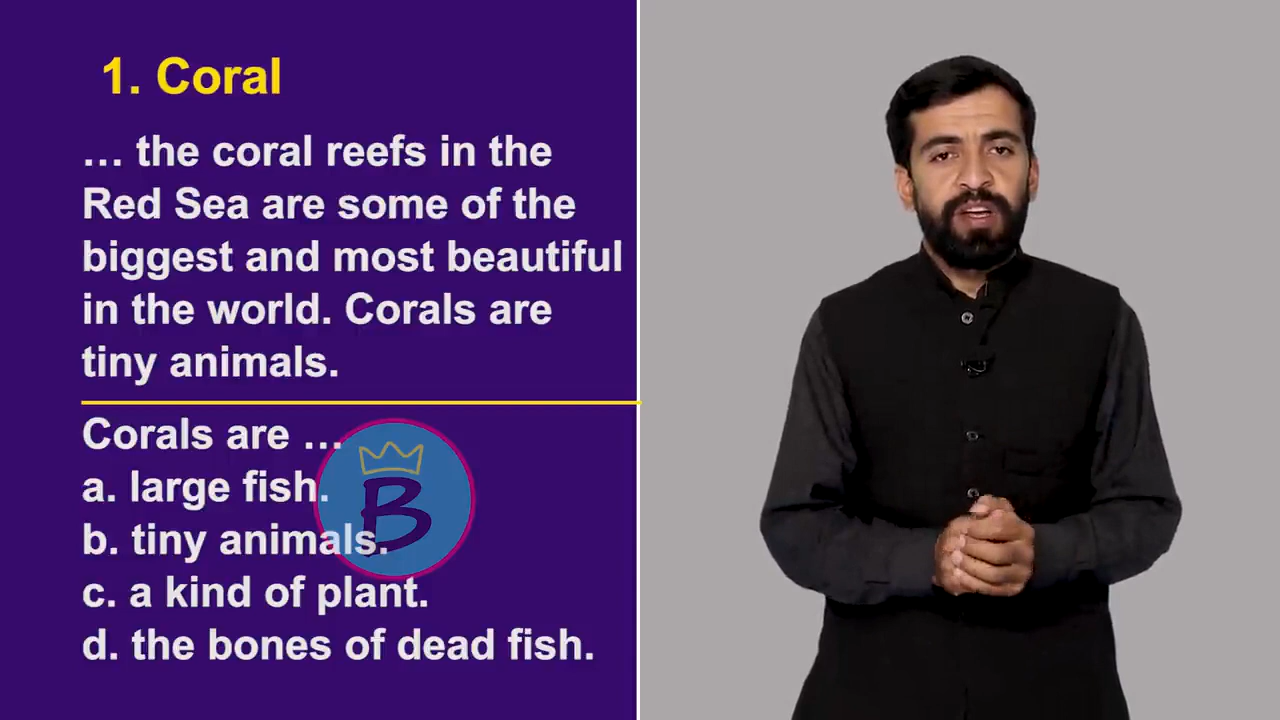 1. Coral
... the coral reefs in the
Red Sea are some of the
biggest and most beautiful
in the world. Corals are
tiny animals.
Corals are ...
a. large fish.
b. tiny animals.
c. a kind of plant.
d. the bones of dead fish.
B